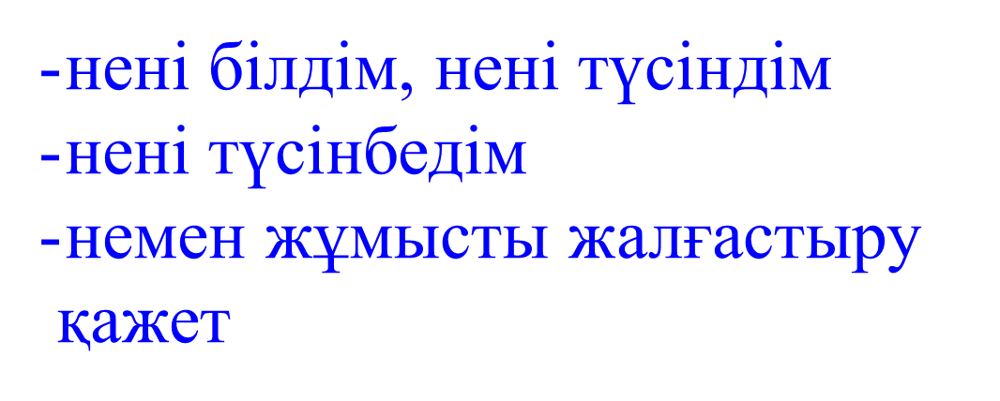 -нені білдім, нені түсіндім
-нені түсінбедім
-немен жұмысты жалғастыру
қажет